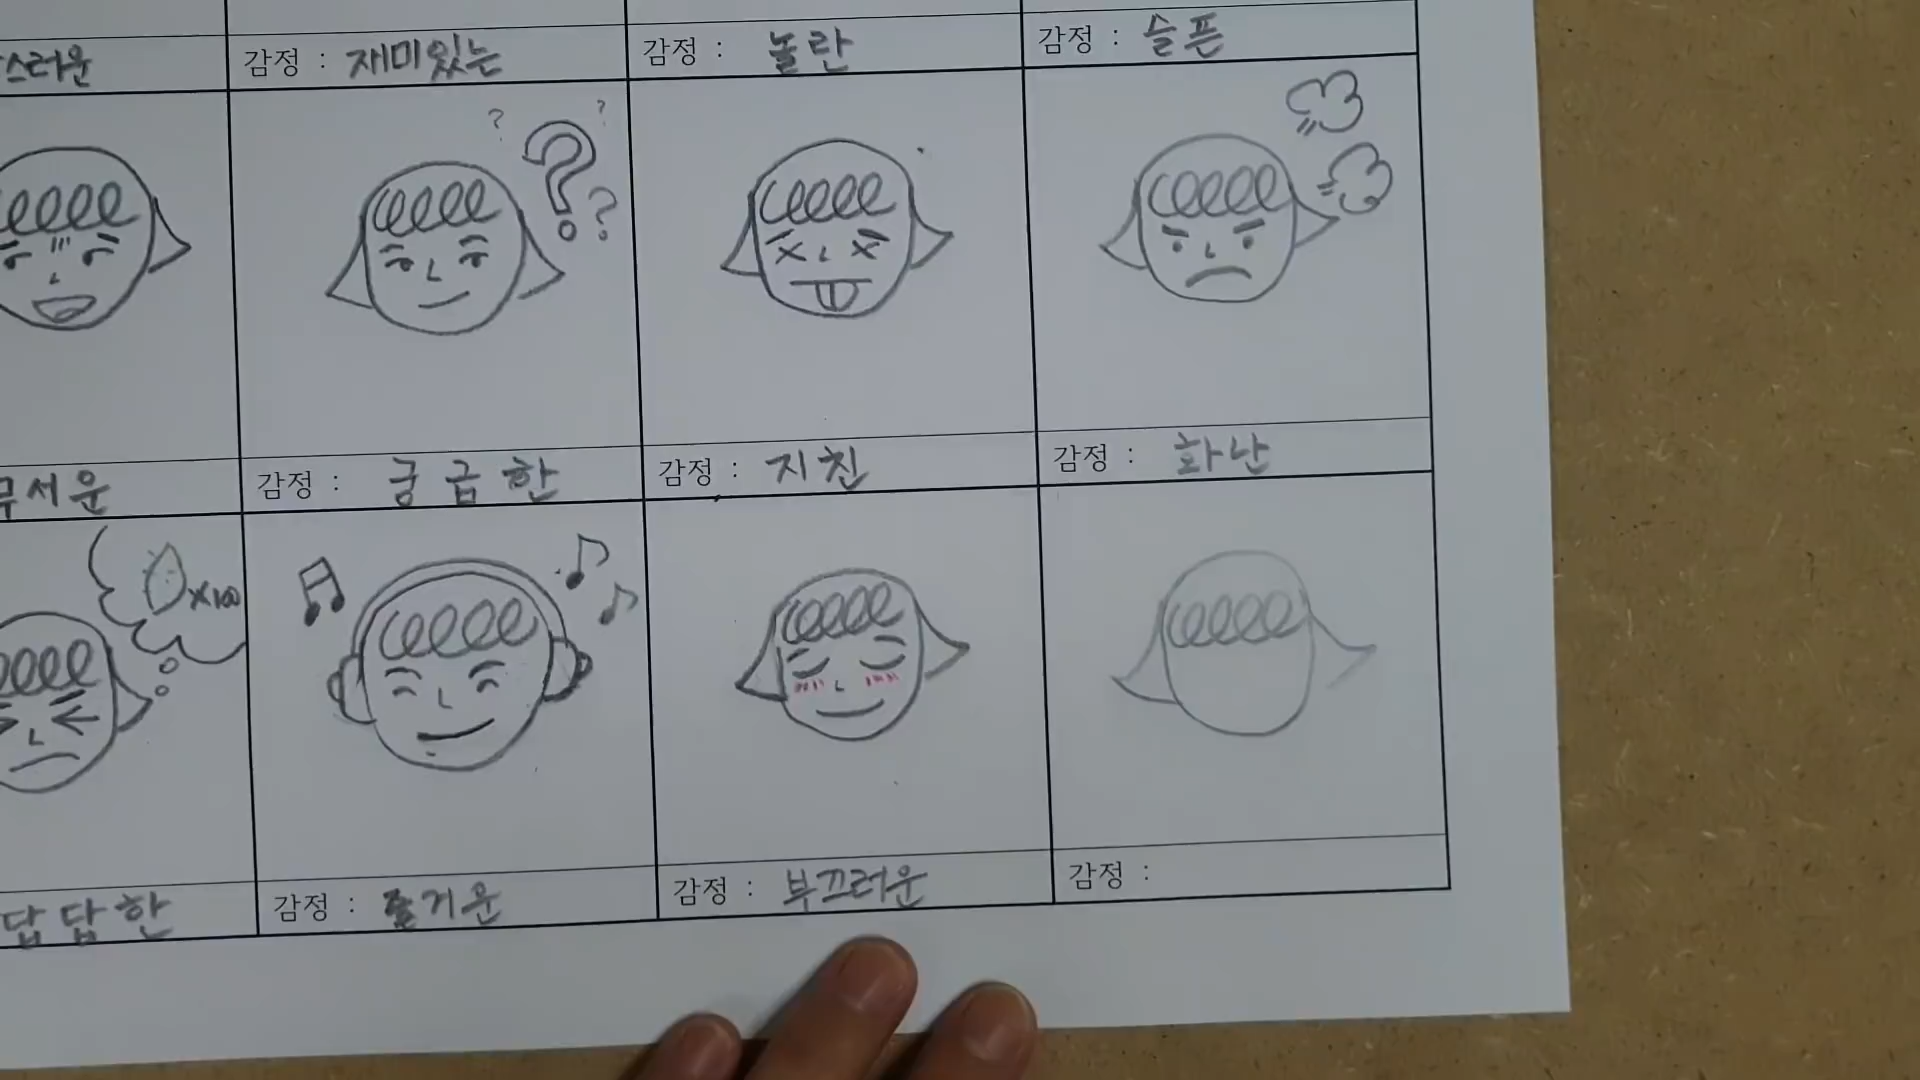 스러운 감정 : 재미있는 감정 : 놀란 감정 : 슬픈
? ? ? ?
무서운 감정 : 궁금한 감정 : 지친 감정 : 화난
x100
답답한 감정 : 즐거운 감정 : 부끄러운 감정 :